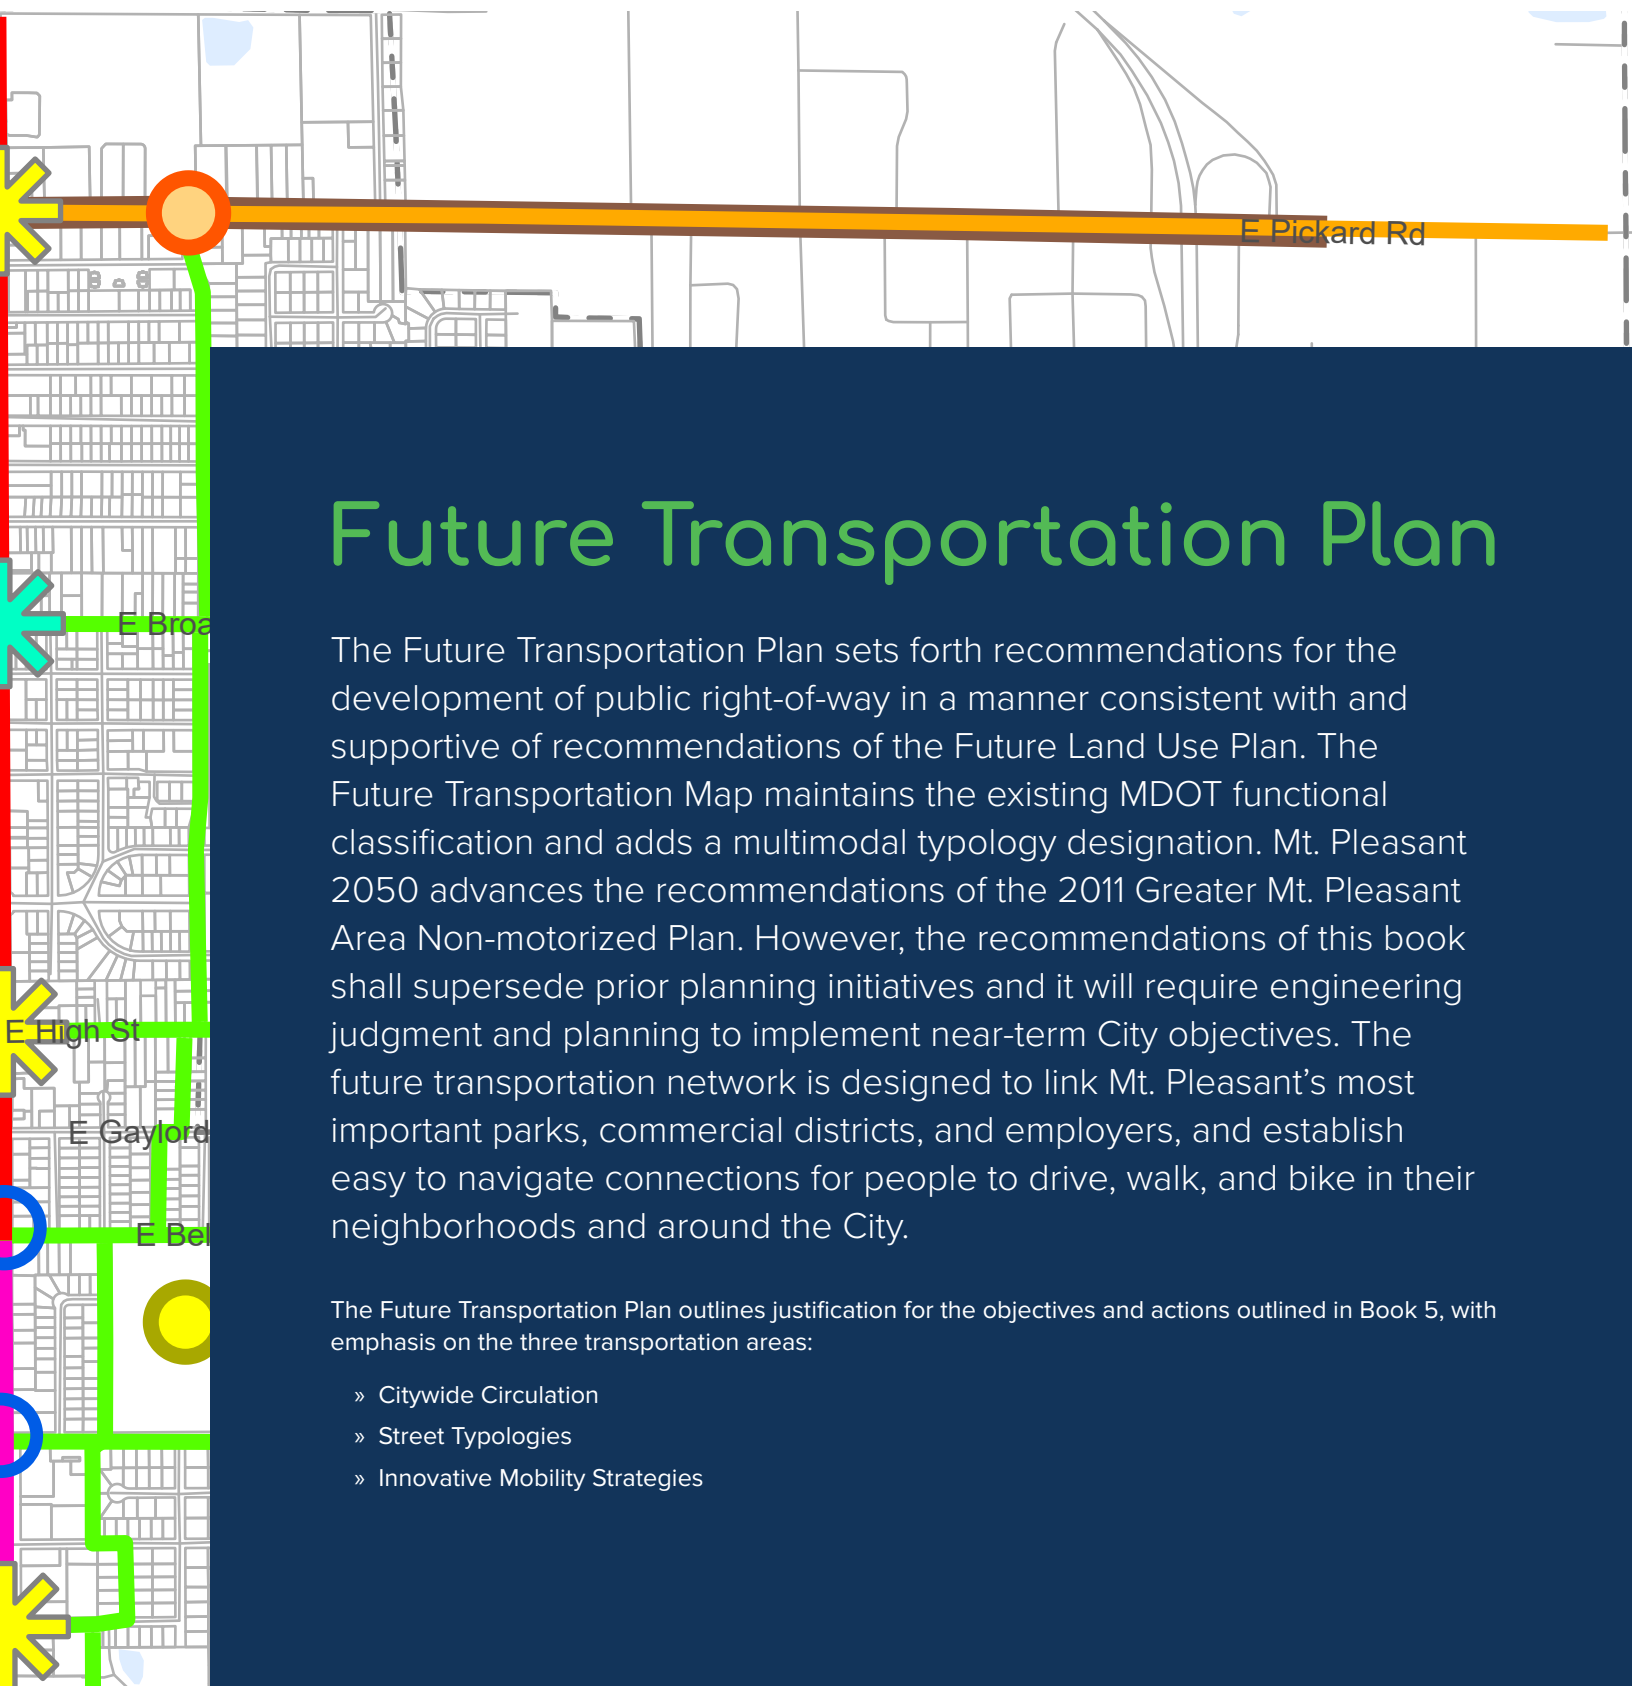 E Pickard Rd
Future Transportation Plan
E Broa
The Future Transportation Plan sets forth recommendations for the
development of public right-of-way in a manner consistent with and
supportive of recommendations of the Future Land Use Plan. The
Future Transportation Map maintains the existing MDOT functional
classification and adds a multimodal typology designation. Mt. Pleasant
2050 advances the recommendations of the 2011 Greater Mt. Pleasant
Area Non-motorized Plan. However, the recommendations of this book
shall supersede prior planning initiatives and it will require engineering
judgment and planning to implement near-term City objectives. The
future transportation network is designed to link Mt. Pleasant’s most
important parks, commercial districts, and employers, and establish
easy to navigate connections for people to drive, walk, and bike in their
neighborhoods and around the City.
E High St
E Gaylord
E Bel
The Future Transportation Plan outlines justification for the objectives and actions outlined in Book 5, with
emphasis on the three transportation areas:
» Citywide Circulation
» Street Typologies
» Innovative Mobility Strategies